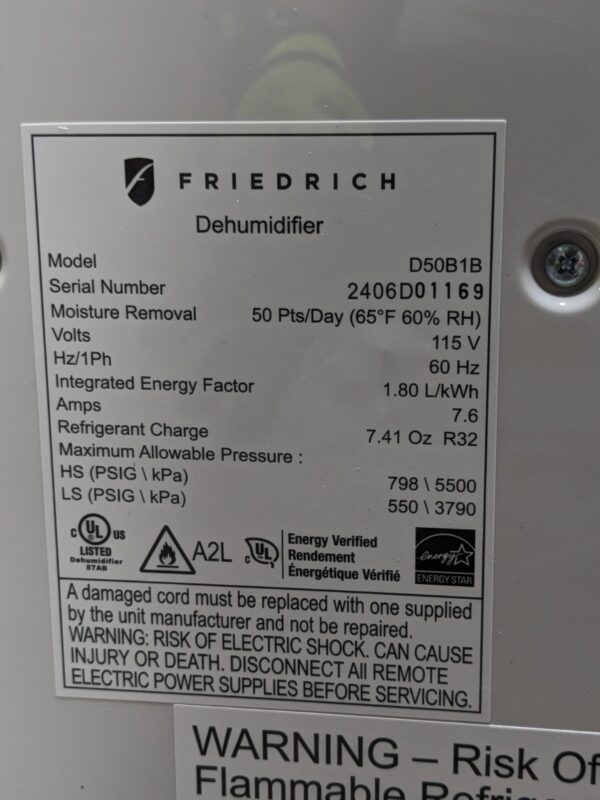 FRIEDRICH
Dehumidifier
Model D50B1B
Serial Number 2406D01169
Moisture Removal 50 Pts/Day (65°F 60% RH)
Volts 115 V
Hz/1Ph 60 Hz
Integrated Energy Factor 1.80 L/kWh
Amps 7.6
Refrigerant Charge 7.41 Oz R32
Maximum Allowable Pressure :
HS (PSIG \ kPa) 798 \ 5500
LS (PSIG \ kPa) 550 \ 3790
c UL US
LISTED
Dehumidifier
57AB
A2L
c UL
Energy Verified
Rendement
Énergétique Vérifié
energy
ENERGY STAR
A damaged cord must be replaced with one supplied
by the unit manufacturer and not be repaired.
WARNING: RISK OF ELECTRIC SHOCK. CAN CAUSE
INJURY OR DEATH. DISCONNECT All REMOTE
ELECTRIC POWER SUPPLIES BEFORE SERVICING.
WARNING – Risk Of
Flammable